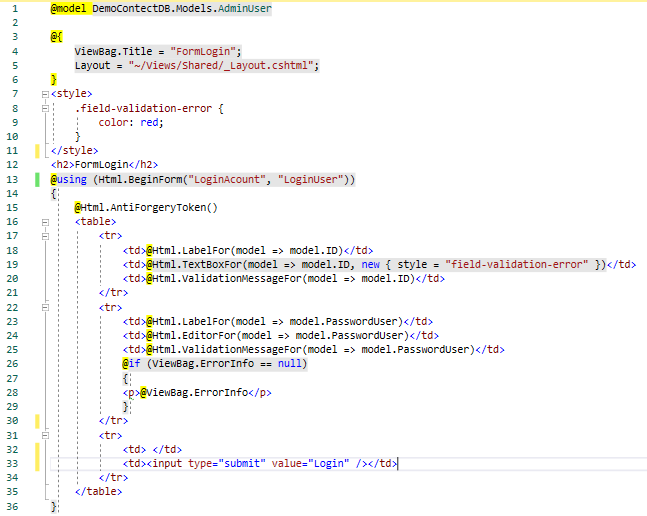 1 @model DemoContectDB.Models.AdminUser
2
3 @{
4 ViewBag.Title = "FormLogin";
5 Layout = "~/Views/Shared/_Layout.cshtml";
6 }
7 <style>
8 .field-validation-error {
9 color: red;
10 }
11 </style>
12 <h2>FormLogin</h2>
13 @using (Html.BeginForm("LoginAcount", "LoginUser"))
14 {
15 @Html.AntiForgeryToken()
16 <table>
17 <tr>
18 <td>@Html.LabelFor(model => model.ID)</td>
19 <td>@Html.TextBoxFor(model => model.ID, new { style = "field-validation-error" })</td>
20 <td>@Html.ValidationMessageFor(model => model.ID)</td>
21 </tr>
22 <tr>
23 <td>@Html.LabelFor(model => model.PasswordUser)</td>
24 <td>@Html.EditorFor(model => model.PasswordUser)</td>
25 <td>@Html.ValidationMessageFor(model => model.PasswordUser)</td>
26 @if (ViewBag.ErrorInfo == null)
27 {
28 <p>@ViewBag.ErrorInfo</p>
29 }
30 </tr>
31 <tr>
32 <td> </td>
33 <td><input type="submit" value="Login" /></td>
34 </tr>
35 </table>
36 }